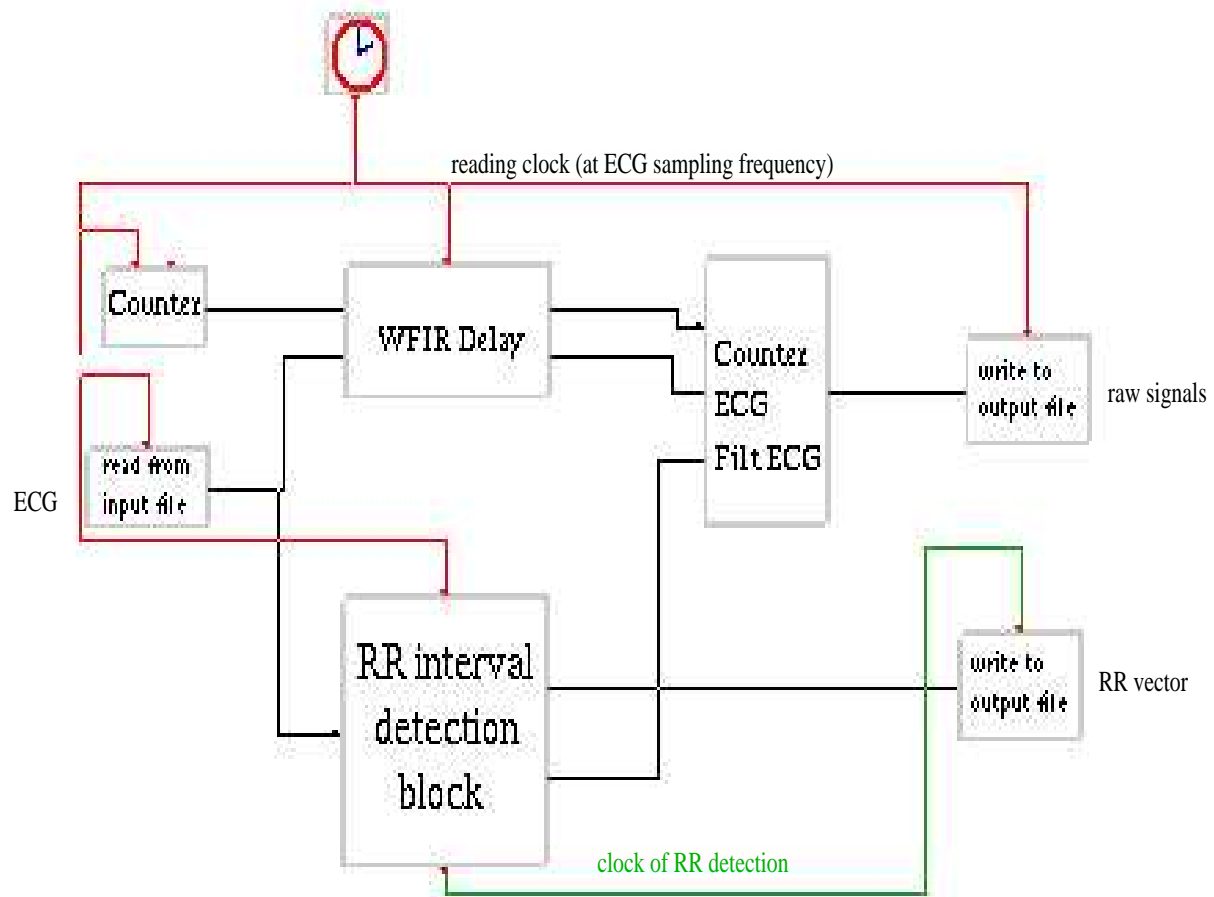 reading clock (at ECG sampling frequency)
Counter
WFIR Delay
Counter
ECG
Filt ECG
write to
output file
raw signals
read from
input file
ECG
RR interval
detection
block
write to
output file
RR vector
clock of RR detection